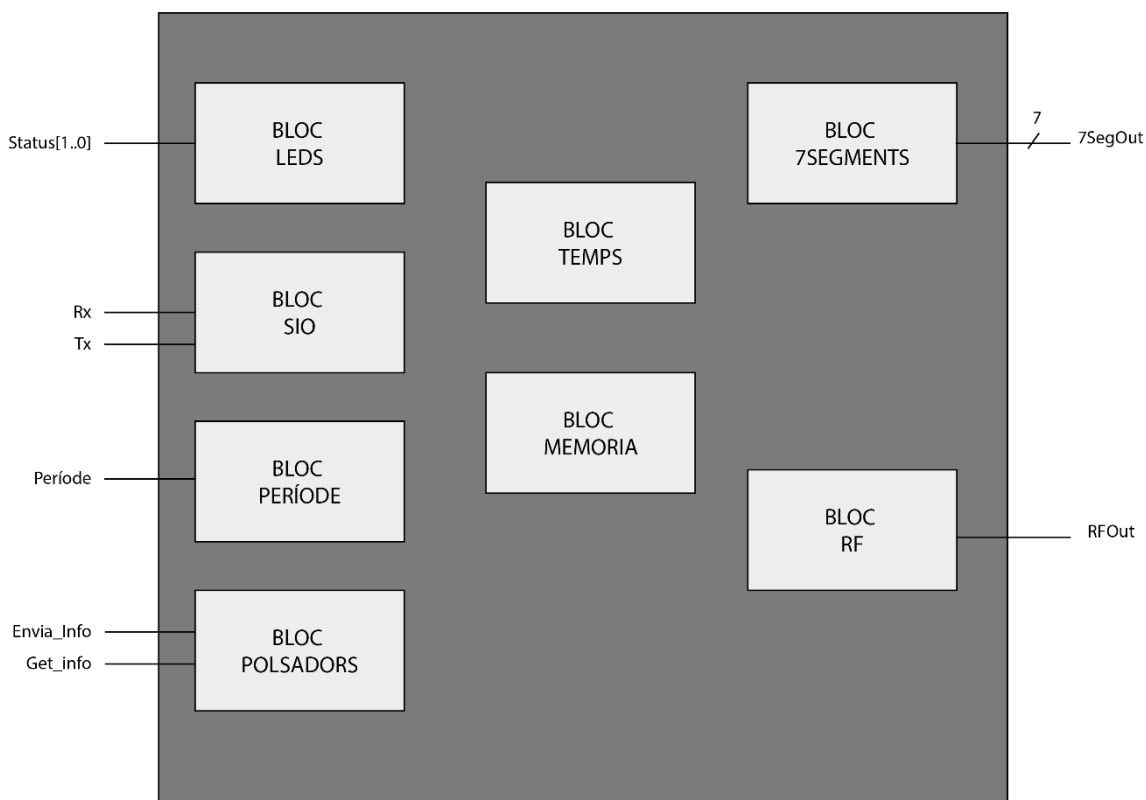 Status[1..0]
BLOC
LEDS
Rx
Tx
BLOC
SIO
Període
BLOC
PERÍODE
Envia_Info
Get_info
BLOC
POLSADORS
BLOC
TEMPS
BLOC
MEMORIA
BLOC
7SEGMENTS
7
7SegOut
BLOC
RF
RFOut